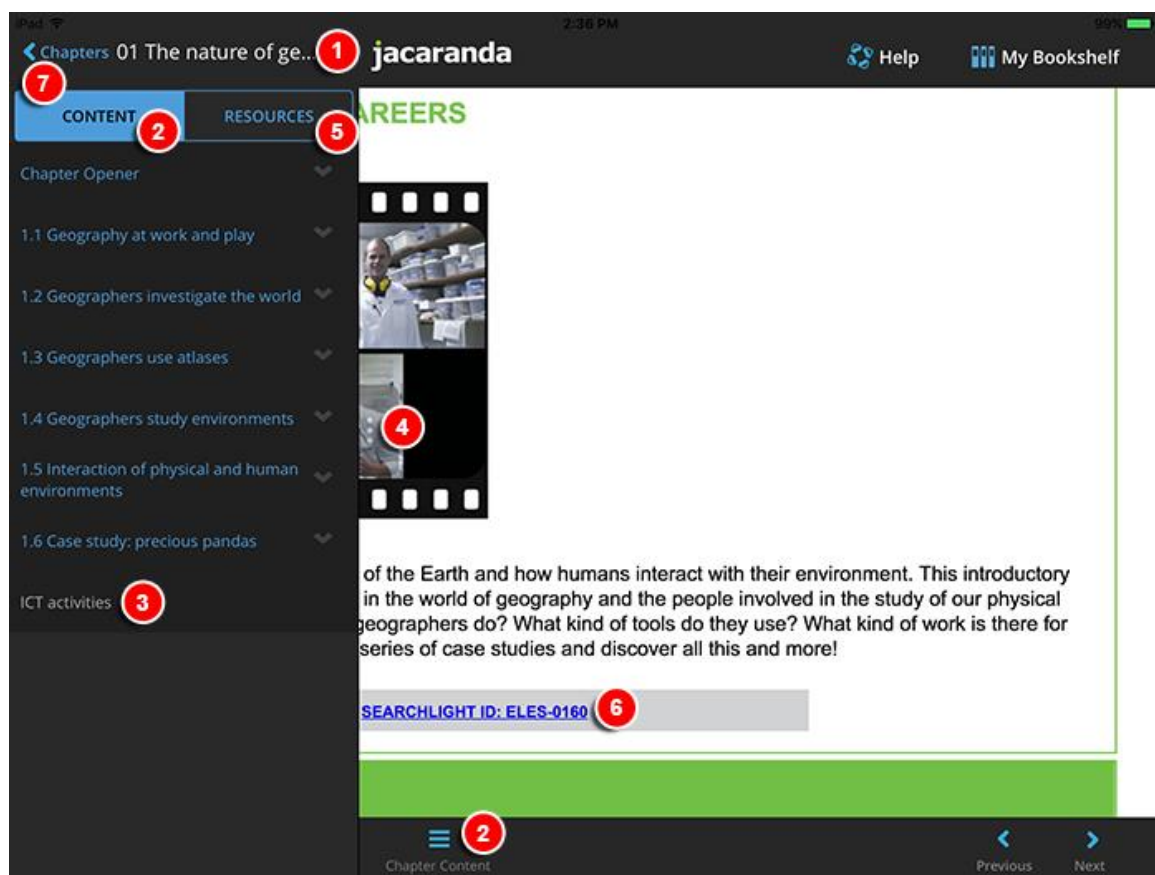 iPad 2:36 PM 99%
Chapters 01 The nature of ge... 1 jacaranda Help My Bookshelf
7
CONTENT 2 RESOURCES 5
AREERS
Chapter Opener
1.1 Geography at work and play
1.2 Geographers investigate the world
1.3 Geographers use atlases
1.4 Geographers study environments
4
1.5 Interaction of physical and human
environments
1.6 Case study: precious pandas
ICT activities 3
of the Earth and how humans interact with their environment. This introductory
in the world of geography and the people involved in the study of our physical
geographers do? What kind of tools do they use? What kind of work is there for
series of case studies and discover all this and more!
SEARCHLIGHT ID: ELES-0160 6
2
Chapter Content Previous Next